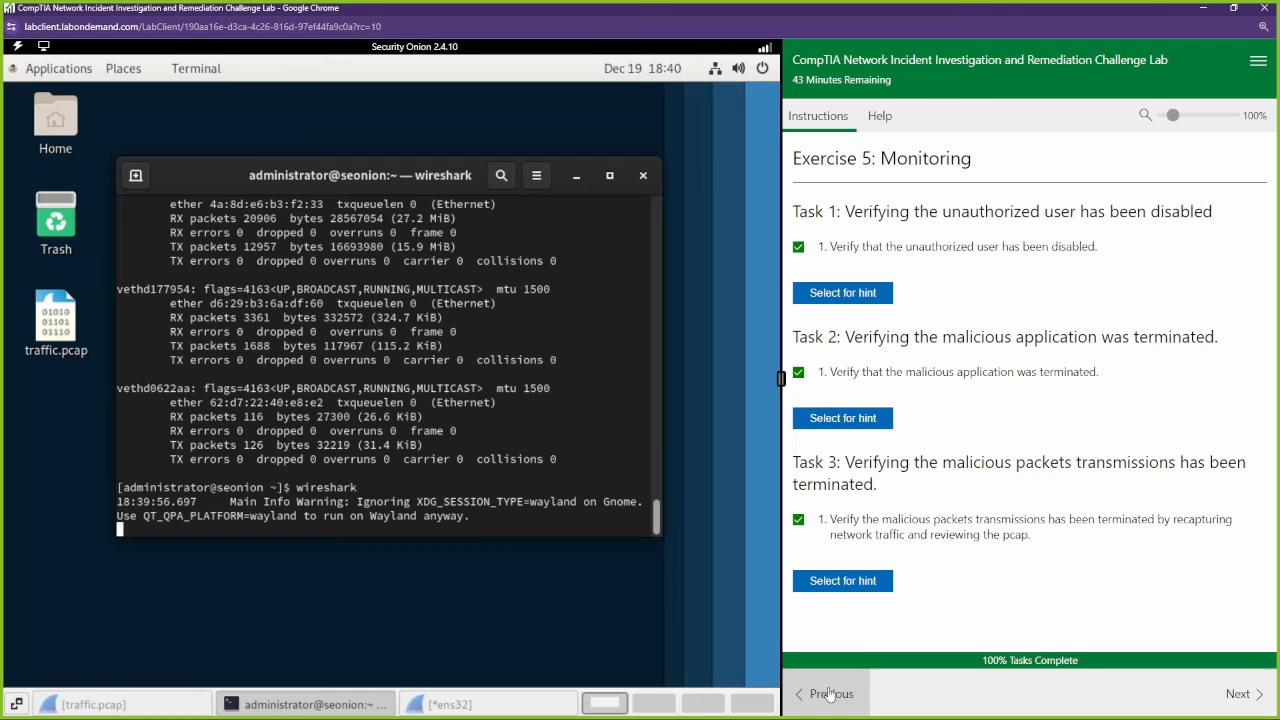 CompTIA Network Incident Investigation and Remediation Challenge Lab - Google Chrome
labclient.labondemand.com/LabClient/190aa16e-d3ca-4c26-816d-97ef44fa9c0a?rc=10
Security Onion 2.4.10
Applications Places Terminal Dec 19 18:40
Home
Trash
01010
01101
01110
traffic.pcap
administrator@seonion:~ — wireshark
ether 4a:8d:e6:b3:f2:33 txqueuelen 0 (Ethernet)
RX packets 20906 bytes 28567054 (27.2 MiB)
RX errors 0 dropped 0 overruns 0 frame 0
TX packets 12957 bytes 16693980 (15.9 MiB)
TX errors 0 dropped 0 overruns 0 carrier 0 collisions 0
vethd177954: flags=4163<UP,BROADCAST,RUNNING,MULTICAST> mtu 1500
ether d6:29:b3:6a:df:60 txqueuelen 0 (Ethernet)
RX packets 3361 bytes 332572 (324.7 KiB)
RX errors 0 dropped 0 overruns 0 frame 0
TX packets 1688 bytes 117967 (115.2 KiB)
TX errors 0 dropped 0 overruns 0 carrier 0 collisions 0
vethd0622aa: flags=4163<UP,BROADCAST,RUNNING,MULTICAST> mtu 1500
ether 62:d7:22:40:e8:e2 txqueuelen 0 (Ethernet)
RX packets 116 bytes 27300 (26.6 KiB)
RX errors 0 dropped 0 overruns 0 frame 0
TX packets 126 bytes 32219 (31.4 KiB)
TX errors 0 dropped 0 overruns 0 carrier 0 collisions 0
[administrator@seonion ~]$ wireshark
18:39:56.697 Main Info Warning: Ignoring XDG_SESSION_TYPE=wayland on Gnome.
Use QT_QPA_PLATFORM=wayland to run on Wayland anyway.
[traffic.pcap]
administrator@seonion:~ ...
[*ens32]
CompTIA Network Incident Investigation and Remediation Challenge Lab
43 Minutes Remaining
Instructions Help 100%
Exercise 5: Monitoring
Task 1: Verifying the unauthorized user has been disabled
1. Verify that the unauthorized user has been disabled.
Select for hint
Task 2: Verifying the malicious application was terminated.
1. Verify that the malicious application was terminated.
Select for hint
Task 3: Verifying the malicious packets transmissions has been
terminated.
1. Verify the malicious packets transmissions has been terminated by recapturing
network traffic and reviewing the pcap.
Select for hint
100% Tasks Complete
Previous Next